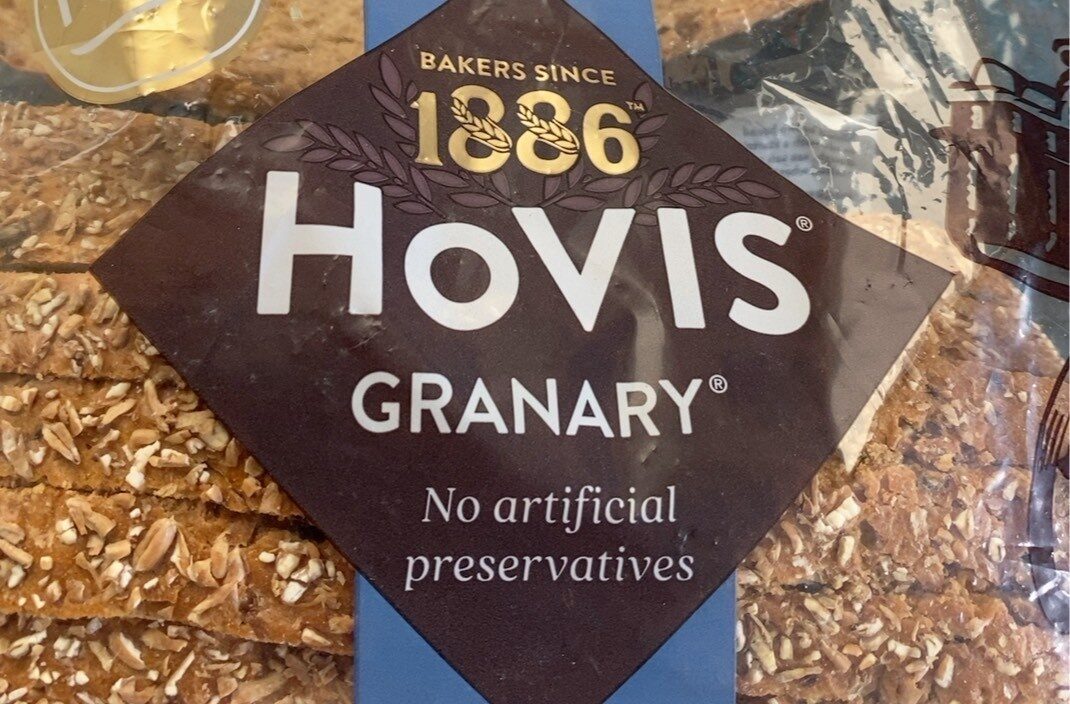 BAKERS SINCE
1886™
HOVIS®
GRANARY®
No artificial
preservatives